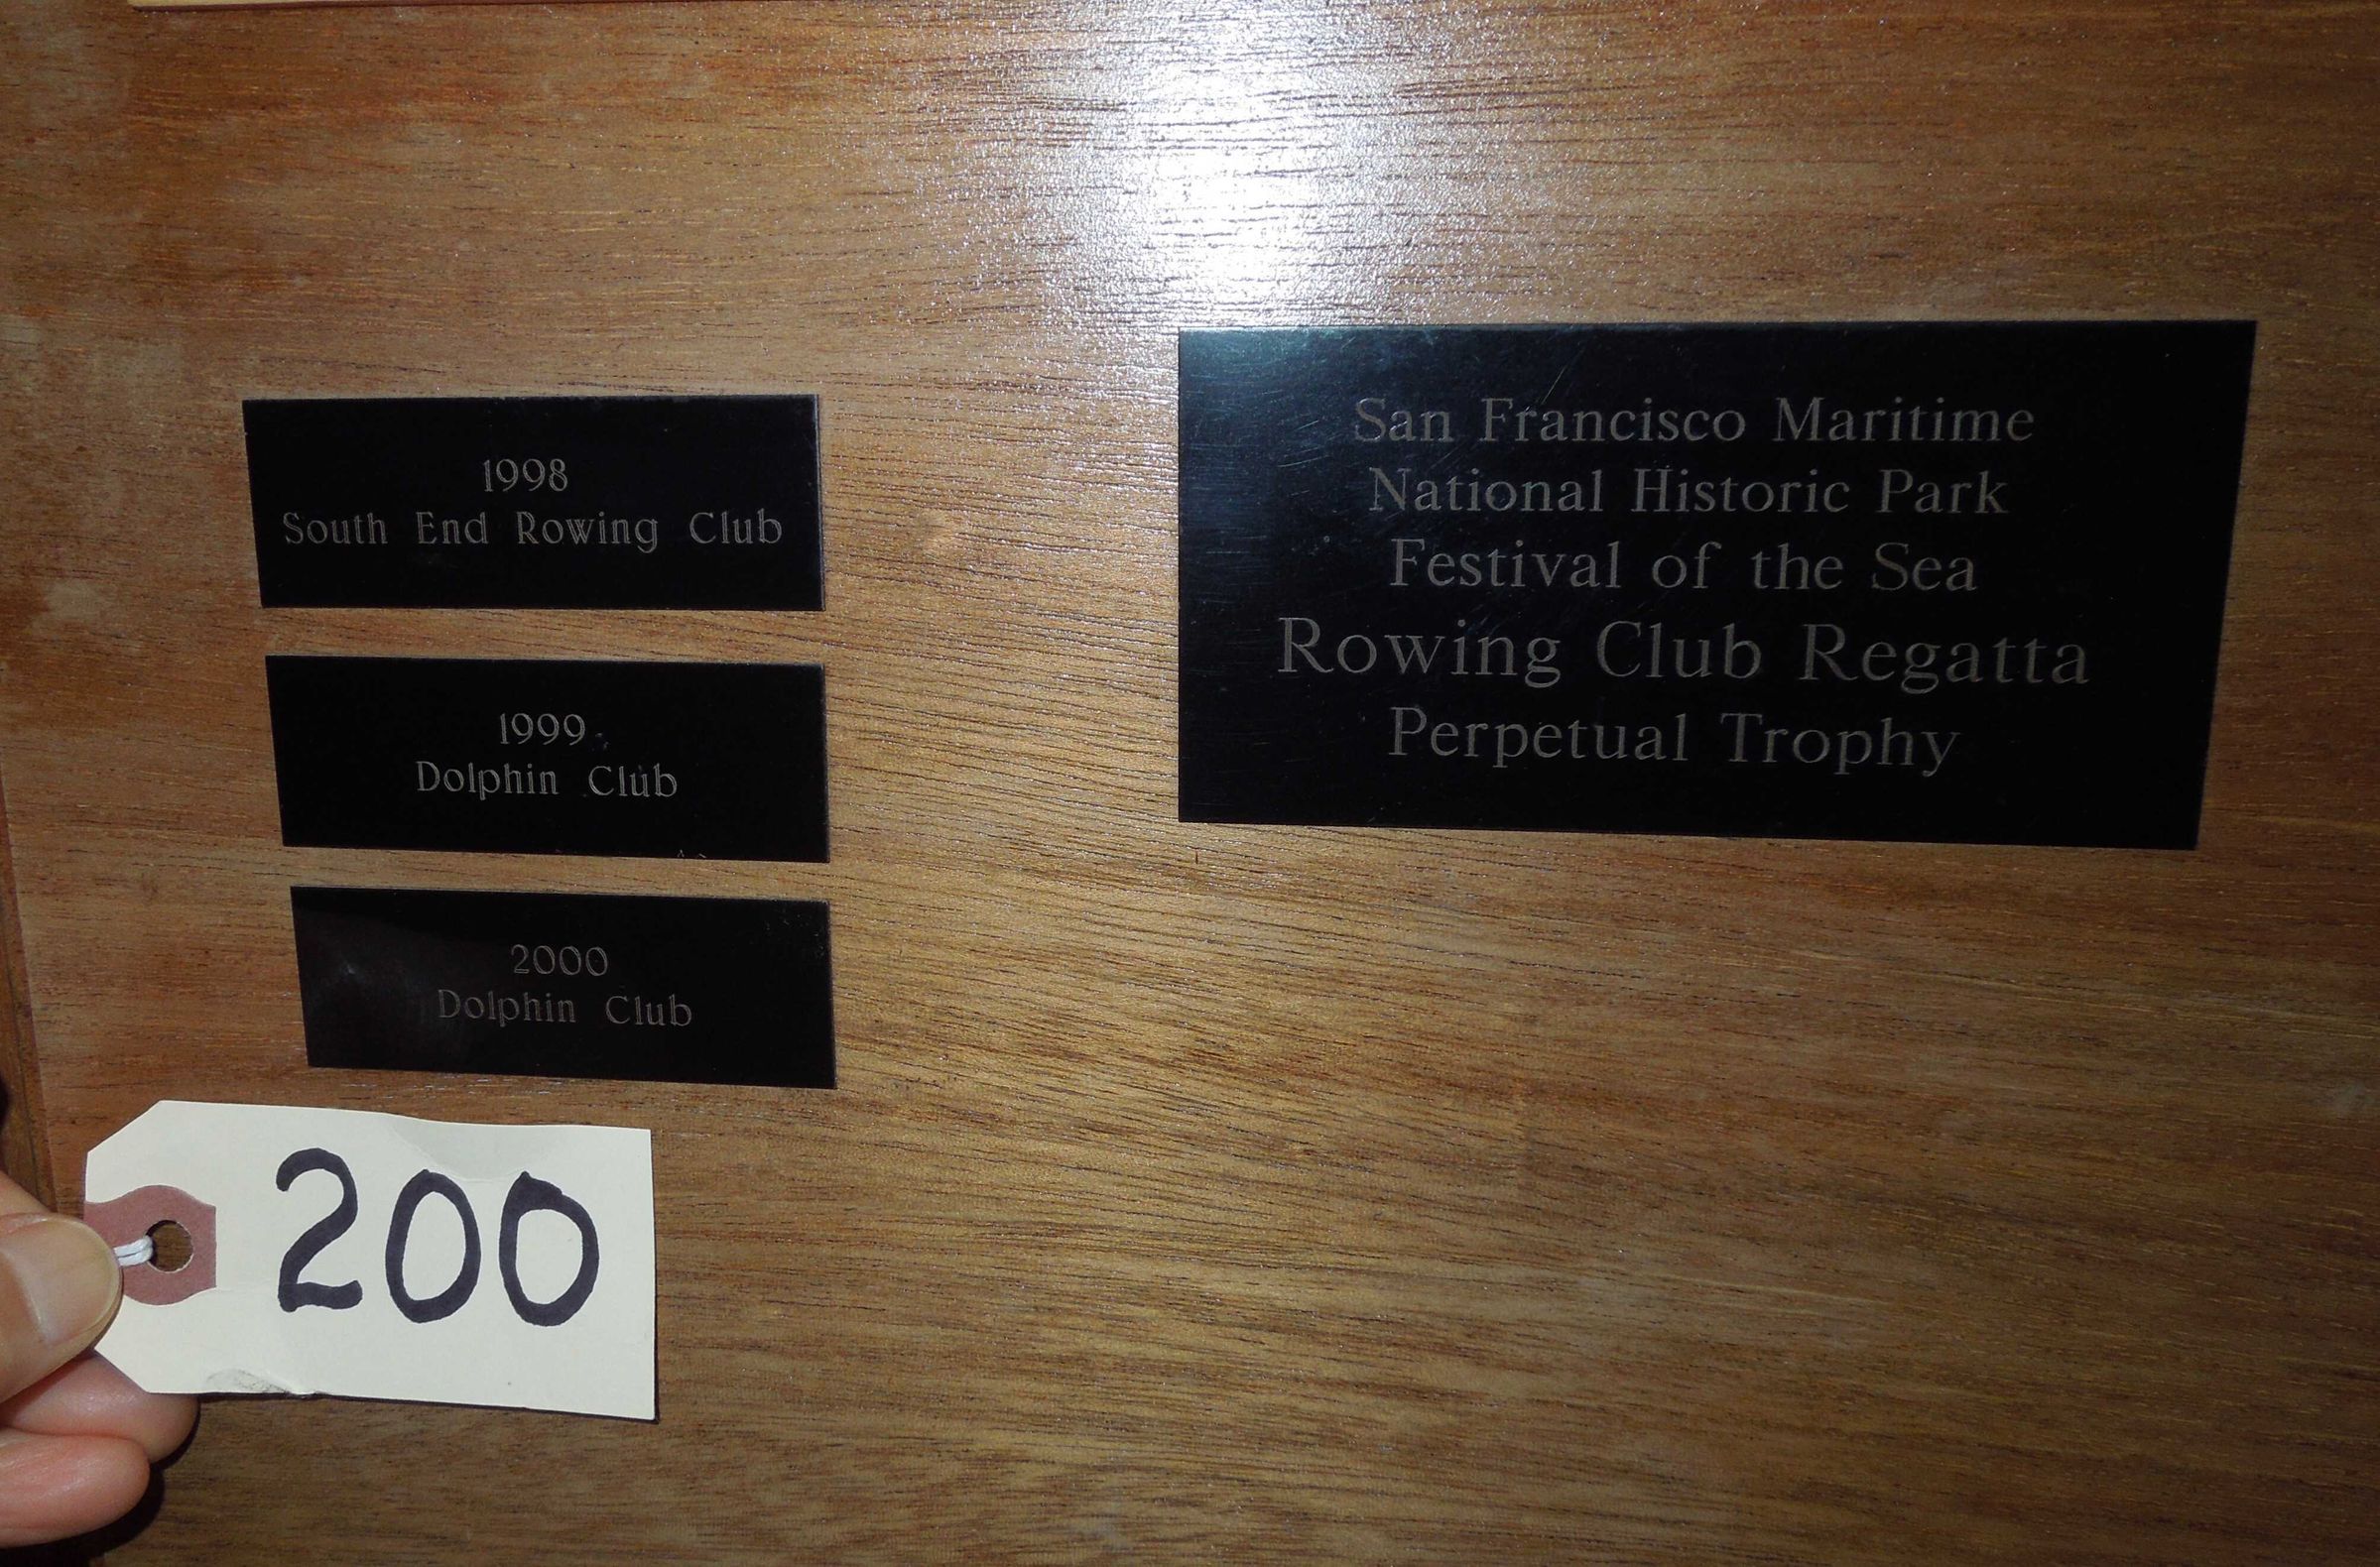 1998
South End Rowing Club
1999
Dolphin Club
2000
Dolphin Club
San Francisco Maritime
National Historic Park
Festival of the Sea
Rowing Club Regatta
Perpetual Trophy
200